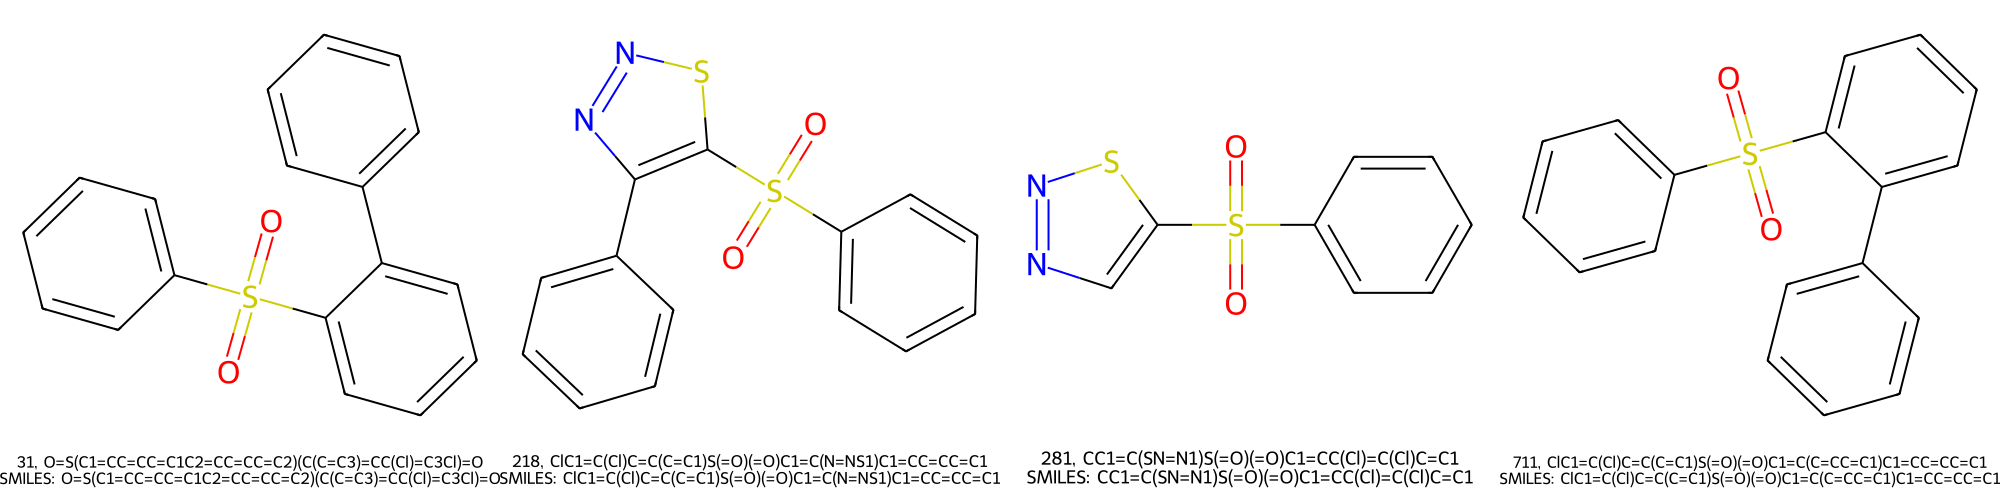 N
S
N
O
O
S
O
N
S
S
O
O
O
N
S
S
N
O
S
O
O
O
31, O=S(C1=CC=CC=C1C2=CC=CC=C2)(C(C=C3)=CC(Cl)=C3Cl)=O
SMILES: O=S(C1=CC=CC=C1C2=CC=CC=C2)(C(C=C3)=CC(Cl)=C3Cl)=O
218, ClC1=C(Cl)C=C(C=C1)S(=O)(=O)C1=C(N=NS1)C1=CC=CC=C1
SMILES: ClC1=C(Cl)C=C(C=C1)S(=O)(=O)C1=C(N=NS1)C1=CC=CC=C1
281, CC1=C(SN=N1)S(=O)(=O)C1=CC(Cl)=C(Cl)C=C1
SMILES: CC1=C(SN=N1)S(=O)(=O)C1=CC(Cl)=C(Cl)C=C1
711, ClC1=C(Cl)C=C(C=C1)S(=O)(=O)C1=C(C=CC=C1)C1=CC=CC=C1
SMILES: ClC1=C(Cl)C=C(C=C1)S(=O)(=O)C1=C(C=CC=C1)C1=CC=CC=C1